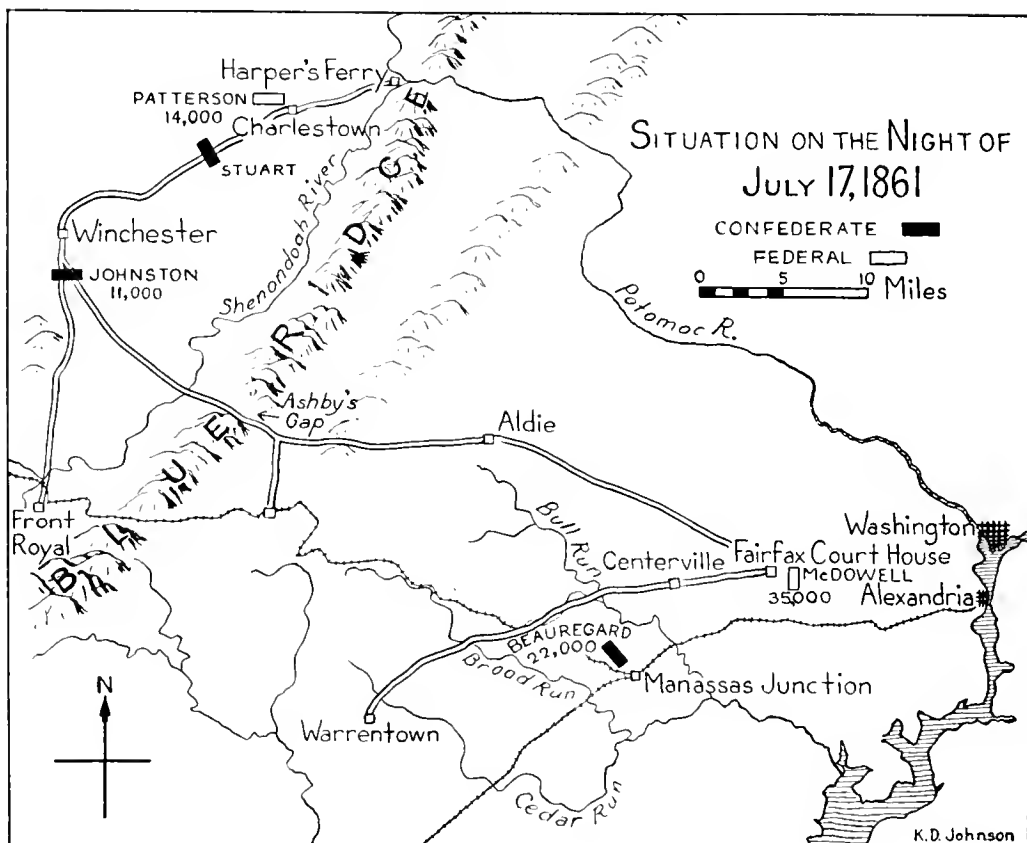 Harper's Ferry
PATTERSON
14,000
Charlestown
STUART
SITUATION ON THE NIGHT OF
JULY 17, 1861
CONFEDERATE
FEDERAL
0 5 10 Miles
Winchester
JOHNSTON
11,000
Shenandoah River
BLUE RIDGE
Potomac R.
Ashby's
Gap
Aldie
Front
Royal
Bull Run
Washington
Fairfax Court House
Centerville
McDOWELL
35,000
Alexandria
BEAUREGARD
22,000
Broad Run
Manassas Junction
N
Warrentown
Cedar Run
K.D. Johnson